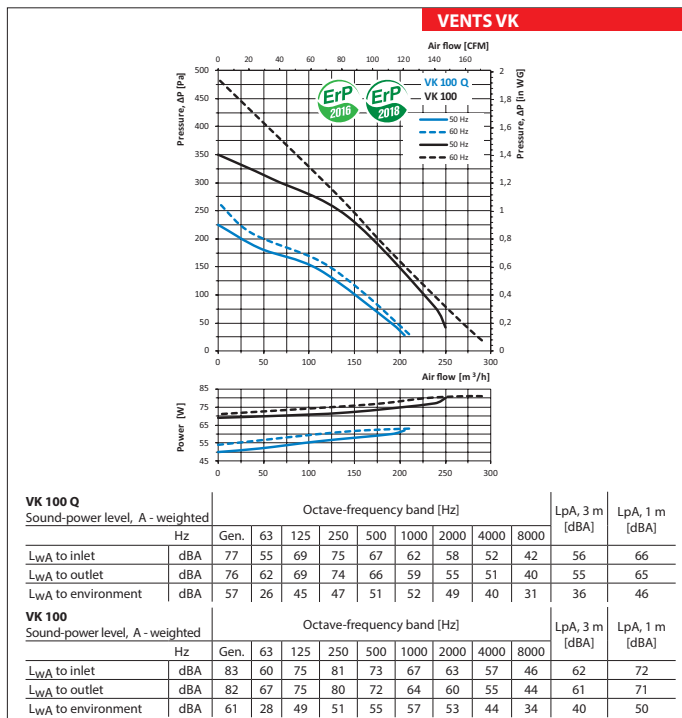 VENTS VK
Air flow [CFM]
0 20 40 60 80 100 120 140 160
Pressure, ΔP [Pa]
500
450
400
350
300
250
200
150
100
50
0
ErP
2016
ErP
2018
VK 100 Q
VK 100
50 Hz
60 Hz
50 Hz
60 Hz
2
1,8
1,6
1,4
1,2
1
0,8
0,6
0,4
0,2
0
Pressure, ΔP [in WG]
0 50 100 150 200 250 300
Air flow [m³/h]
Power [W]
85
75
65
55
45
0 50 100 150 200 250 300
VK 100 Q
Sound-power level, A - weighted
Octave-frequency band [Hz]
LpA, 3 m [dBA]
LpA, 1 m [dBA]
Hz Gen. 63 125 250 500 1000 2000 4000 8000
LWA to inlet dBA 77 55 69 75 67 62 58 52 42 56 66
LWA to outlet dBA 76 62 69 74 66 59 55 51 40 55 65
LWA to environment dBA 57 26 45 47 51 52 49 40 31 36 46
VK 100
Sound-power level, A - weighted
Octave-frequency band [Hz]
LpA, 3 m [dBA]
LpA, 1 m [dBA]
Hz Gen. 63 125 250 500 1000 2000 4000 8000
LWA to inlet dBA 83 60 75 81 73 67 63 57 46 62 72
LWA to outlet dBA 82 67 75 80 72 64 60 55 44 61 71
LWA to environment dBA 61 28 49 51 55 57 53 44 34 40 50